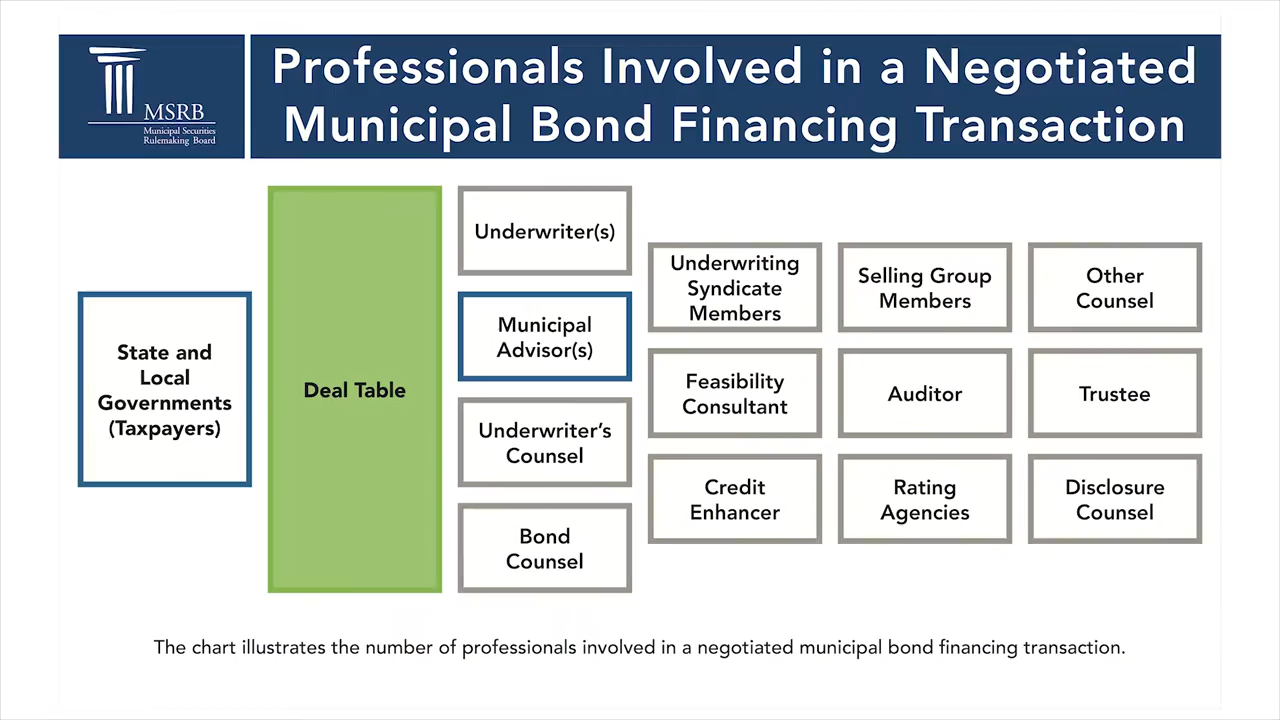 MSRB
Municipal Securities
Rulemaking Board
Professionals Involved in a Negotiated
Municipal Bond Financing Transaction
State and
Local
Governments
(Taxpayers)
Deal Table
Underwriter(s)
Municipal
Advisor(s)
Underwriter's
Counsel
Bond
Counsel
Underwriting
Syndicate
Members
Selling Group
Members
Other
Counsel
Feasibility
Consultant
Auditor
Trustee
Credit
Enhancer
Rating
Agencies
Disclosure
Counsel
The chart illustrates the number of professionals involved in a negotiated municipal bond financing transaction.